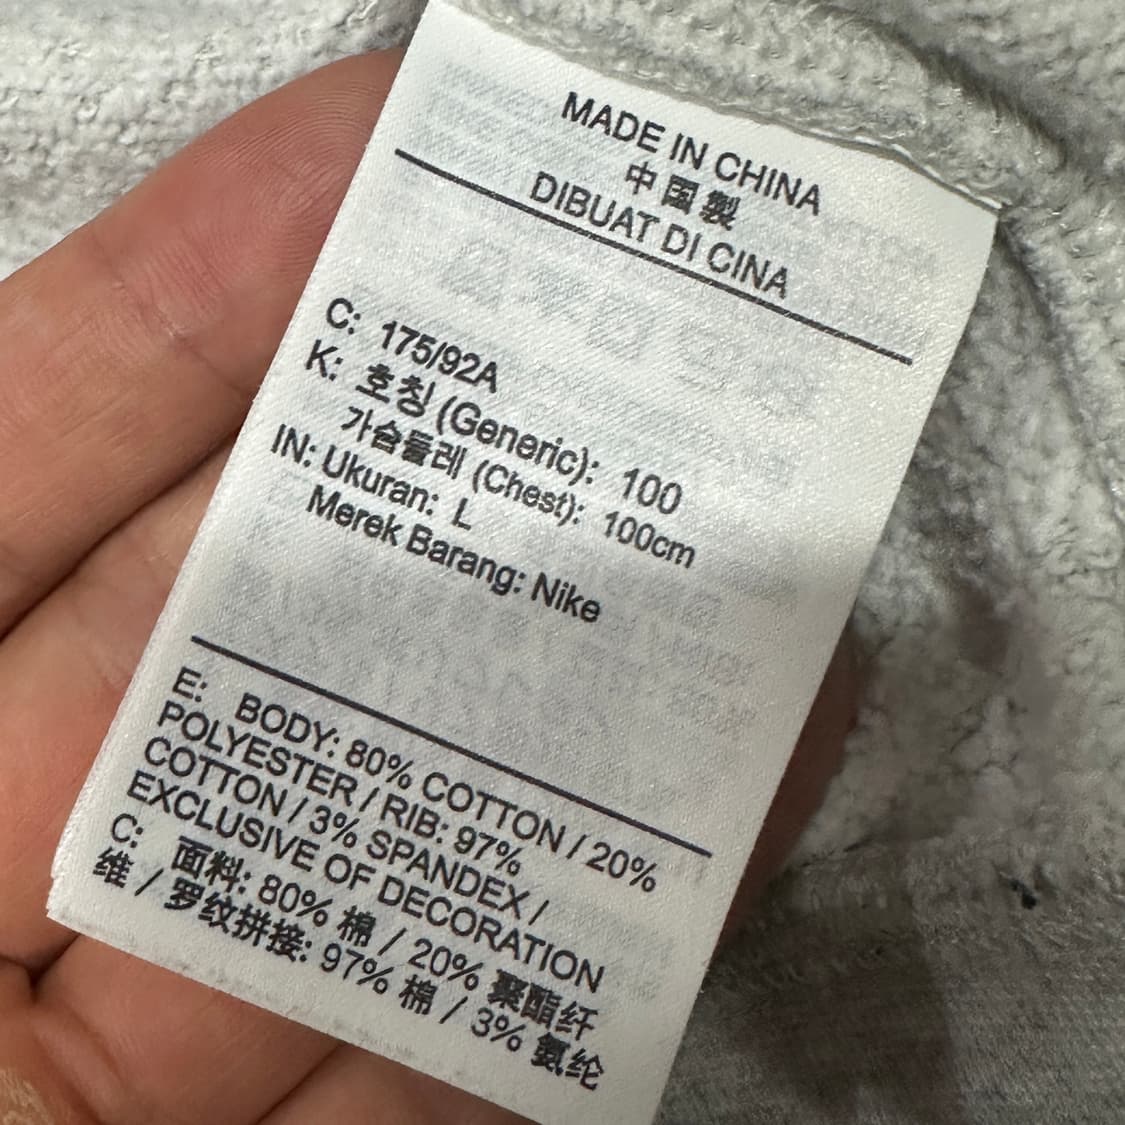 MADE IN CHINA
中国製
DIBUAT DI CINA
C: 175/92A
K: 호칭 (Generic): 100
가슴둘레 (Chest): 100cm
IN: Ukuran: L
Merek Barang: Nike
E: BODY: 80% COTTON / 20%
POLYESTER / RIB: 97%
COTTON / 3% SPANDEX /
EXCLUSIVE OF DECORATION
C: 面料: 80% 棉 / 20% 聚酯纤
维 / 罗纹拼接: 97% 棉 / 3% 氨纶